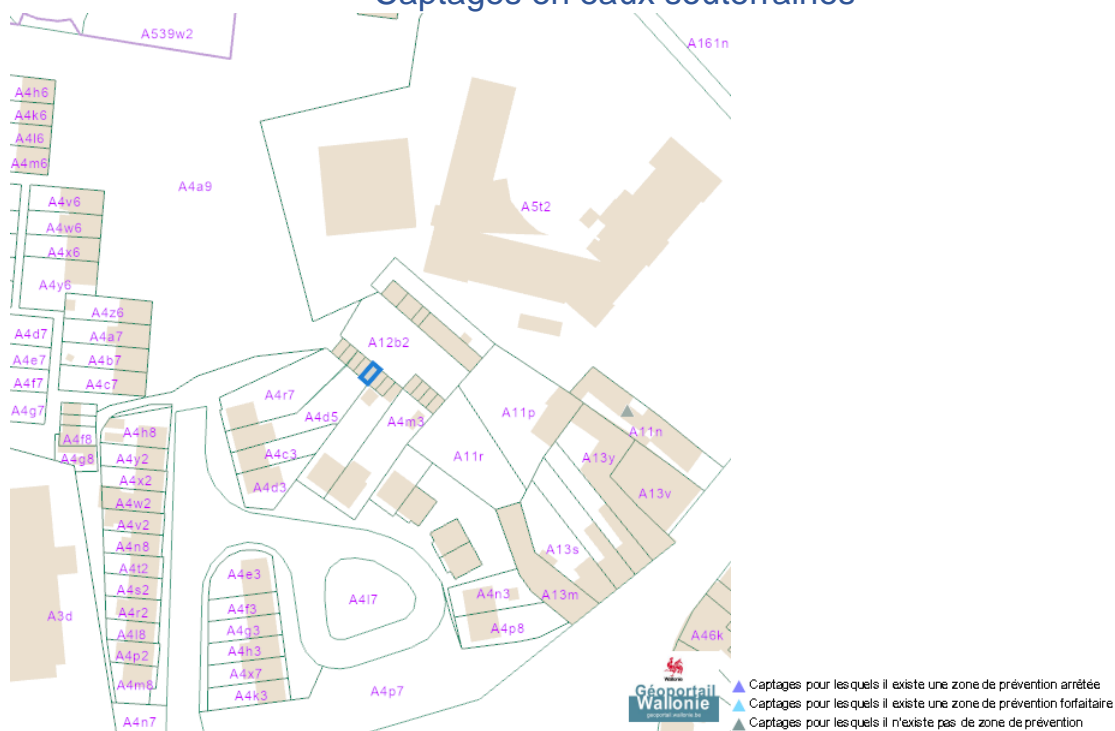 Captages en eaux souterraines
A539w2
A161n
A4h6
A4k6
A4l6
A4m6
A4a9
A4v6
A4w6
A4x6
A4y6
A5t2
A4z6
A4a7
A4b7
A4c7
A4d7
A4e7
A4f7
A4g7
A12b2
A4r7
A4d5
A4m3
A4c3
A4d3
A11p
A11r
A11n
A13y
A13v
A4f8
A4g8
A4h8
A4y2
A4x2
A4w2
A4v2
A4n8
A4t2
A4s2
A4r2
A4l8
A4p2
A4m8
A4n7
A3d
A4e3
A4f3
A4g3
A4h3
A4x7
A4k3
A4l7
A13s
A13m
A4n3
A4p8
A4p7
A46k
Wallonie
Géoportail
Wallonie
geoportail.wallonie.be
Captages pour lesquels il existe une zone de prévention arrêtée
Captages pour lesquels il existe une zone de prévention forfaitaire
Captages pour lesquels il n'existe pas de zone de prévention